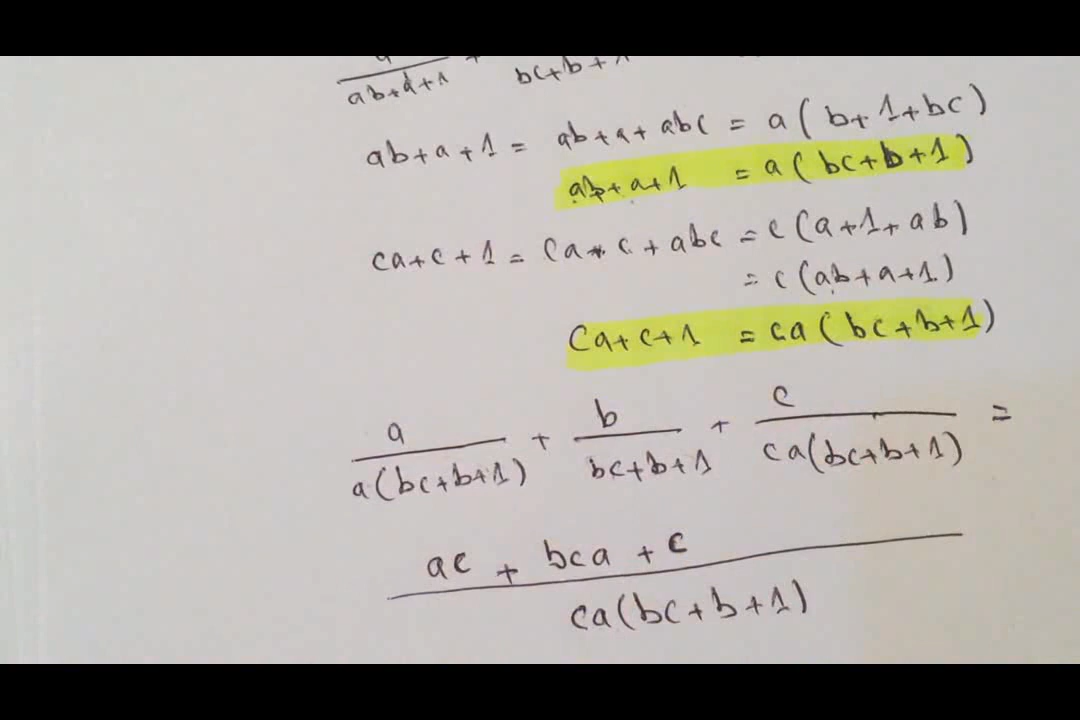 a/(ab+a+1) + bc+b+1
ab+a+1 = ab+a+abc = a(b+1+bc)
ab+a+1 = a(bc+b+1)
ca+c+1 = ca+c+abc = c(a+1+ab)
= c(ab+a+1)
Ca+c+1 = ca(bc+b+1)
a/(a(bc+b+1)) + b/(bc+b+1) + c/(ca(bc+b+1)) =
(ac + bca + c)/(ca(bc+b+1))